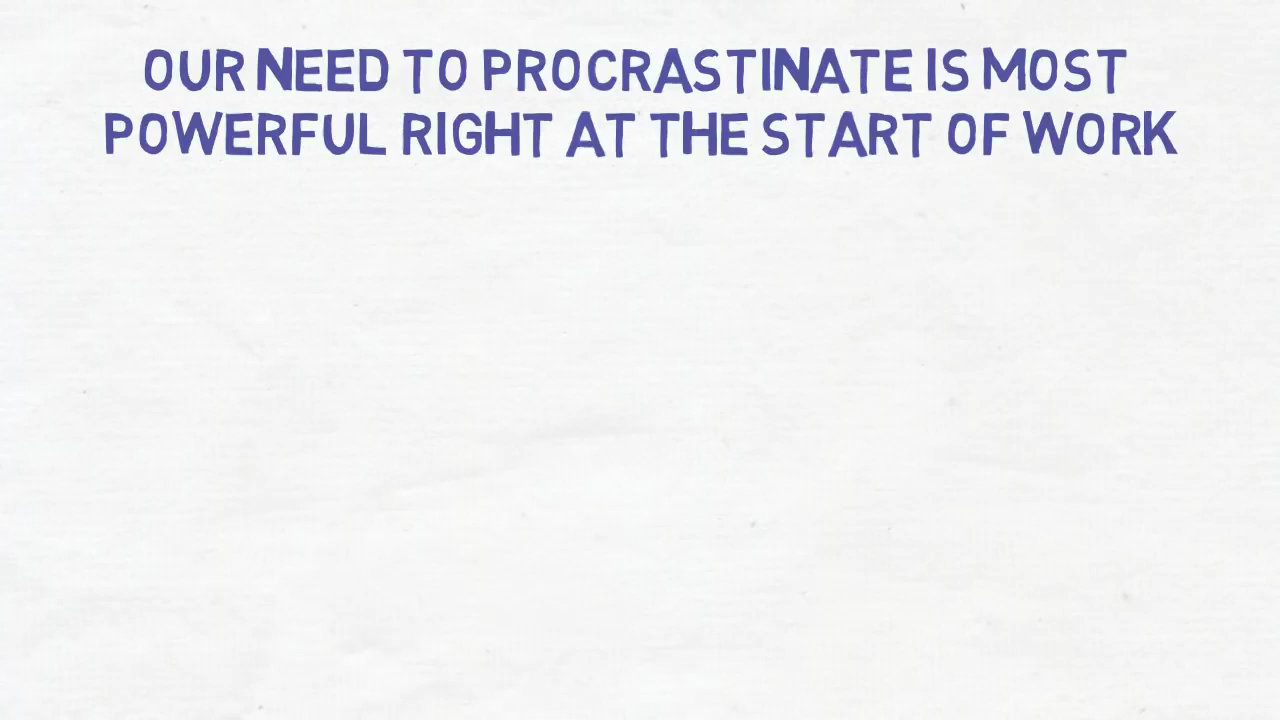 OUR NEED TO PROCRASTINATE IS MOST
POWERFUL RIGHT AT THE START OF WORK